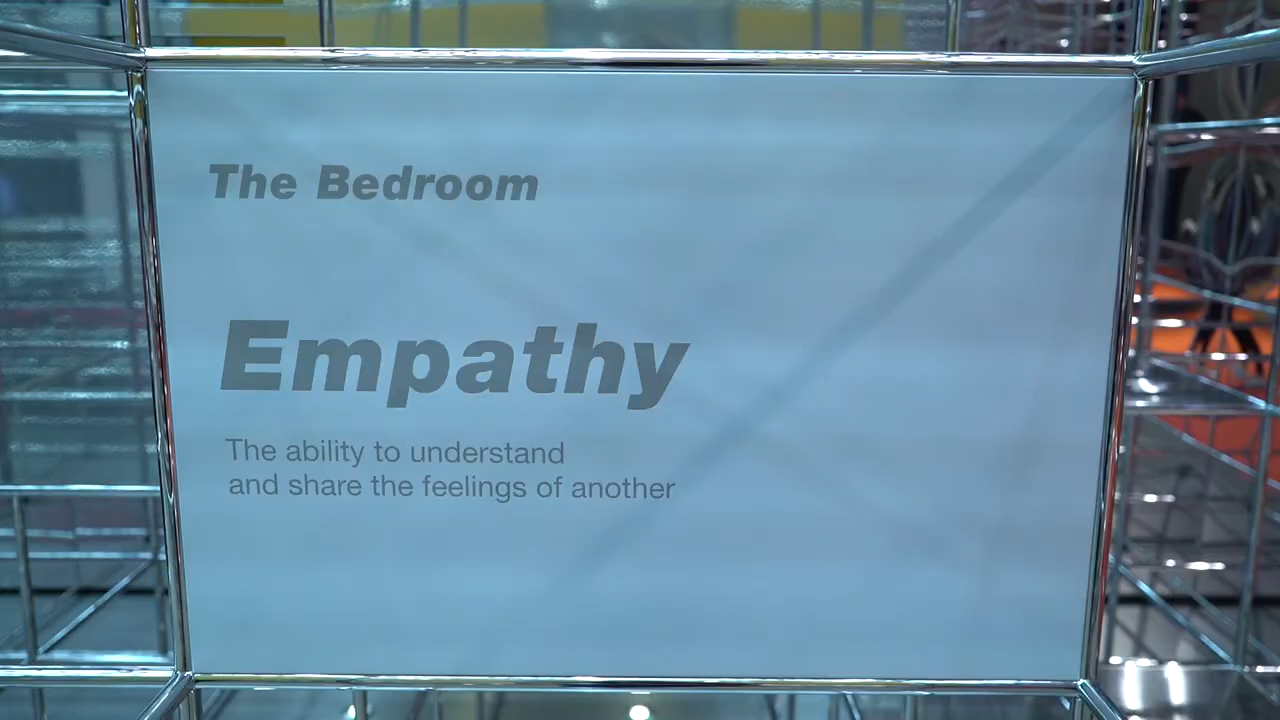 The Bedroom
Empathy
The ability to understand
and share the feelings of another